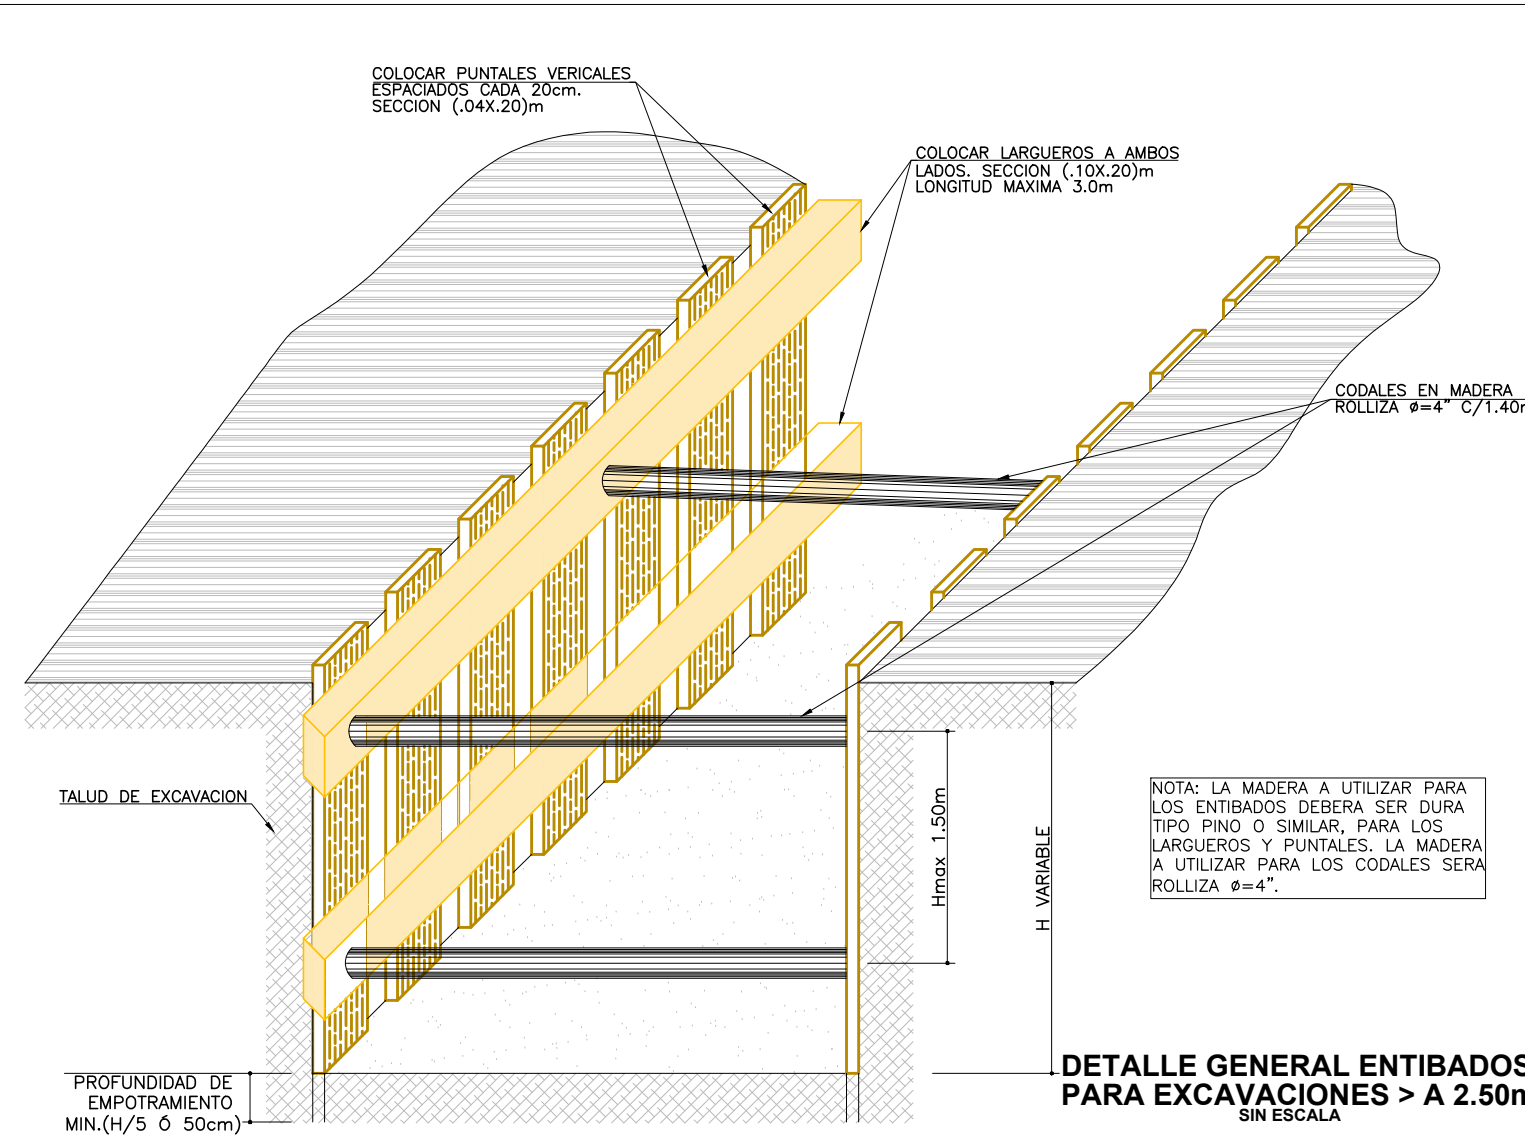 COLOCAR PUNTALES VERICALES
ESPACIADOS CADA 20cm.
SECCION (.04X.20)m
COLOCAR LARGUEROS A AMBOS
LADOS. SECCION (.10X.20)m
LONGITUD MAXIMA 3.0m
CODALES EN MADERA
ROLLIZA ø=4" C/1.40m
TALUD DE EXCAVACION
Hmax 1.50m
H VARIABLE
NOTA: LA MADERA A UTILIZAR PARA
LOS ENTIBADOS DEBERA SER DURA
TIPO PINO O SIMILAR, PARA LOS
LARGUEROS Y PUNTALES. LA MADERA
A UTILIZAR PARA LOS CODALES SERA
ROLLIZA ø=4".
PROFUNDIDAD DE
EMPOTRAMIENTO
MIN.(H/5 Ó 50cm)
DETALLE GENERAL ENTIBADOS
PARA EXCAVACIONES > A 2.50m
SIN ESCALA